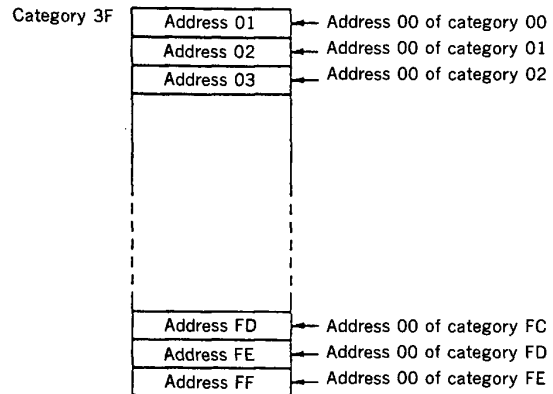 Category 3F
Address 01 Address 00 of category 00
Address 02 Address 00 of category 01
Address 03 Address 00 of category 02
Address FD Address 00 of category FC
Address FE Address 00 of category FD
Address FF Address 00 of category FE